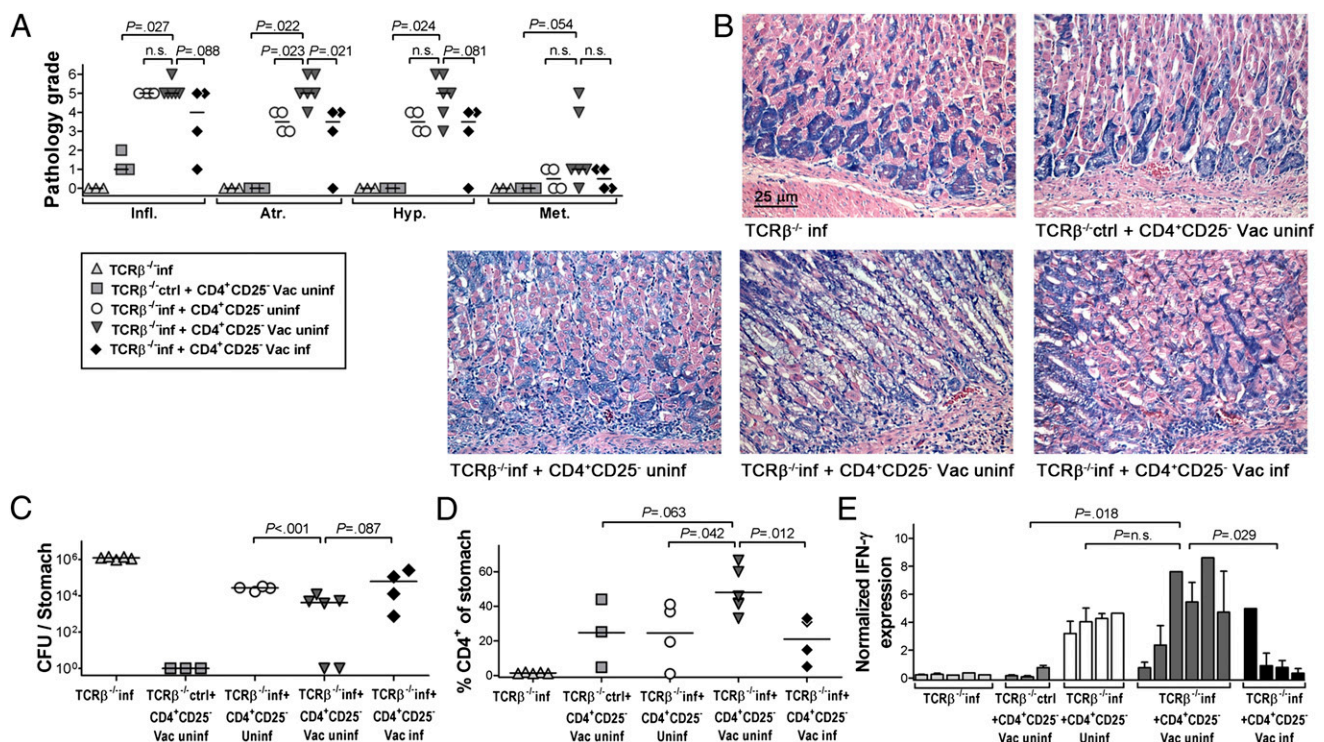 A
P=.027
P=.022
P=.024
P=.054
n.s.
P=.088
P=.023
P=.021
n.s.
P=.081
n.s.
n.s.
Pathology grade
6
5
4
3
2
1
0
Infl.
Atr.
Hyp.
Met.
TCRβ-/-inf
TCRβ-/-ctrl + CD4+CD25- Vac uninf
TCRβ-/-inf + CD4+CD25- uninf
TCRβ-/-inf + CD4+CD25- Vac uninf
TCRβ-/-inf + CD4+CD25- Vac inf
B
25 µm
TCRβ-/- inf
TCRβ-/-ctrl + CD4+CD25- Vac uninf
TCRβ-/-inf + CD4+CD25- uninf
TCRβ-/-inf + CD4+CD25- Vac uninf
TCRβ-/-inf + CD4+CD25- Vac inf
C
P<.001
P=.087
CFU / Stomach
10^6
10^4
10^2
10^0
TCRβ-/-inf
TCRβ-/-ctrl+
CD4+CD25-
Vac uninf
TCRβ-/-inf+
CD4+CD25-
Uninf
TCRβ-/-inf+
CD4+CD25-
Vac uninf
TCRβ-/-inf+
CD4+CD25-
Vac inf
D
P=.063
P=.042
P=.012
% CD4+ of stomach
60
40
20
0
TCRβ-/-inf
TCRβ-/-ctrl+
CD4+CD25-
Vac uninf
TCRβ-/-inf+
CD4+CD25-
Uninf
TCRβ-/-inf+
CD4+CD25-
Vac uninf
TCRβ-/-inf+
CD4+CD25-
Vac inf
E
P=.018
P=n.s.
P=.029
Normalized IFN-γ
expression
10
8
6
4
2
0
TCRβ-/-inf
TCRβ-/-ctrl
+CD4+CD25-
Vac uninf
TCRβ-/-inf
+CD4+CD25-
Uninf
TCRβ-/-inf
+CD4+CD25-
Vac uninf
TCRβ-/-inf
+CD4+CD25-
Vac inf